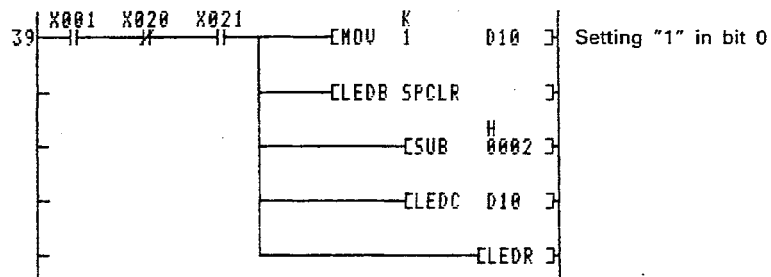 X001 X020 X021 K
39 [MOV 1 D10 ] Setting "1" in bit 0
[LEDB SPCLR ]
H
[SUB 0002 ]
[LEDC D10 ]
[LEDR ]